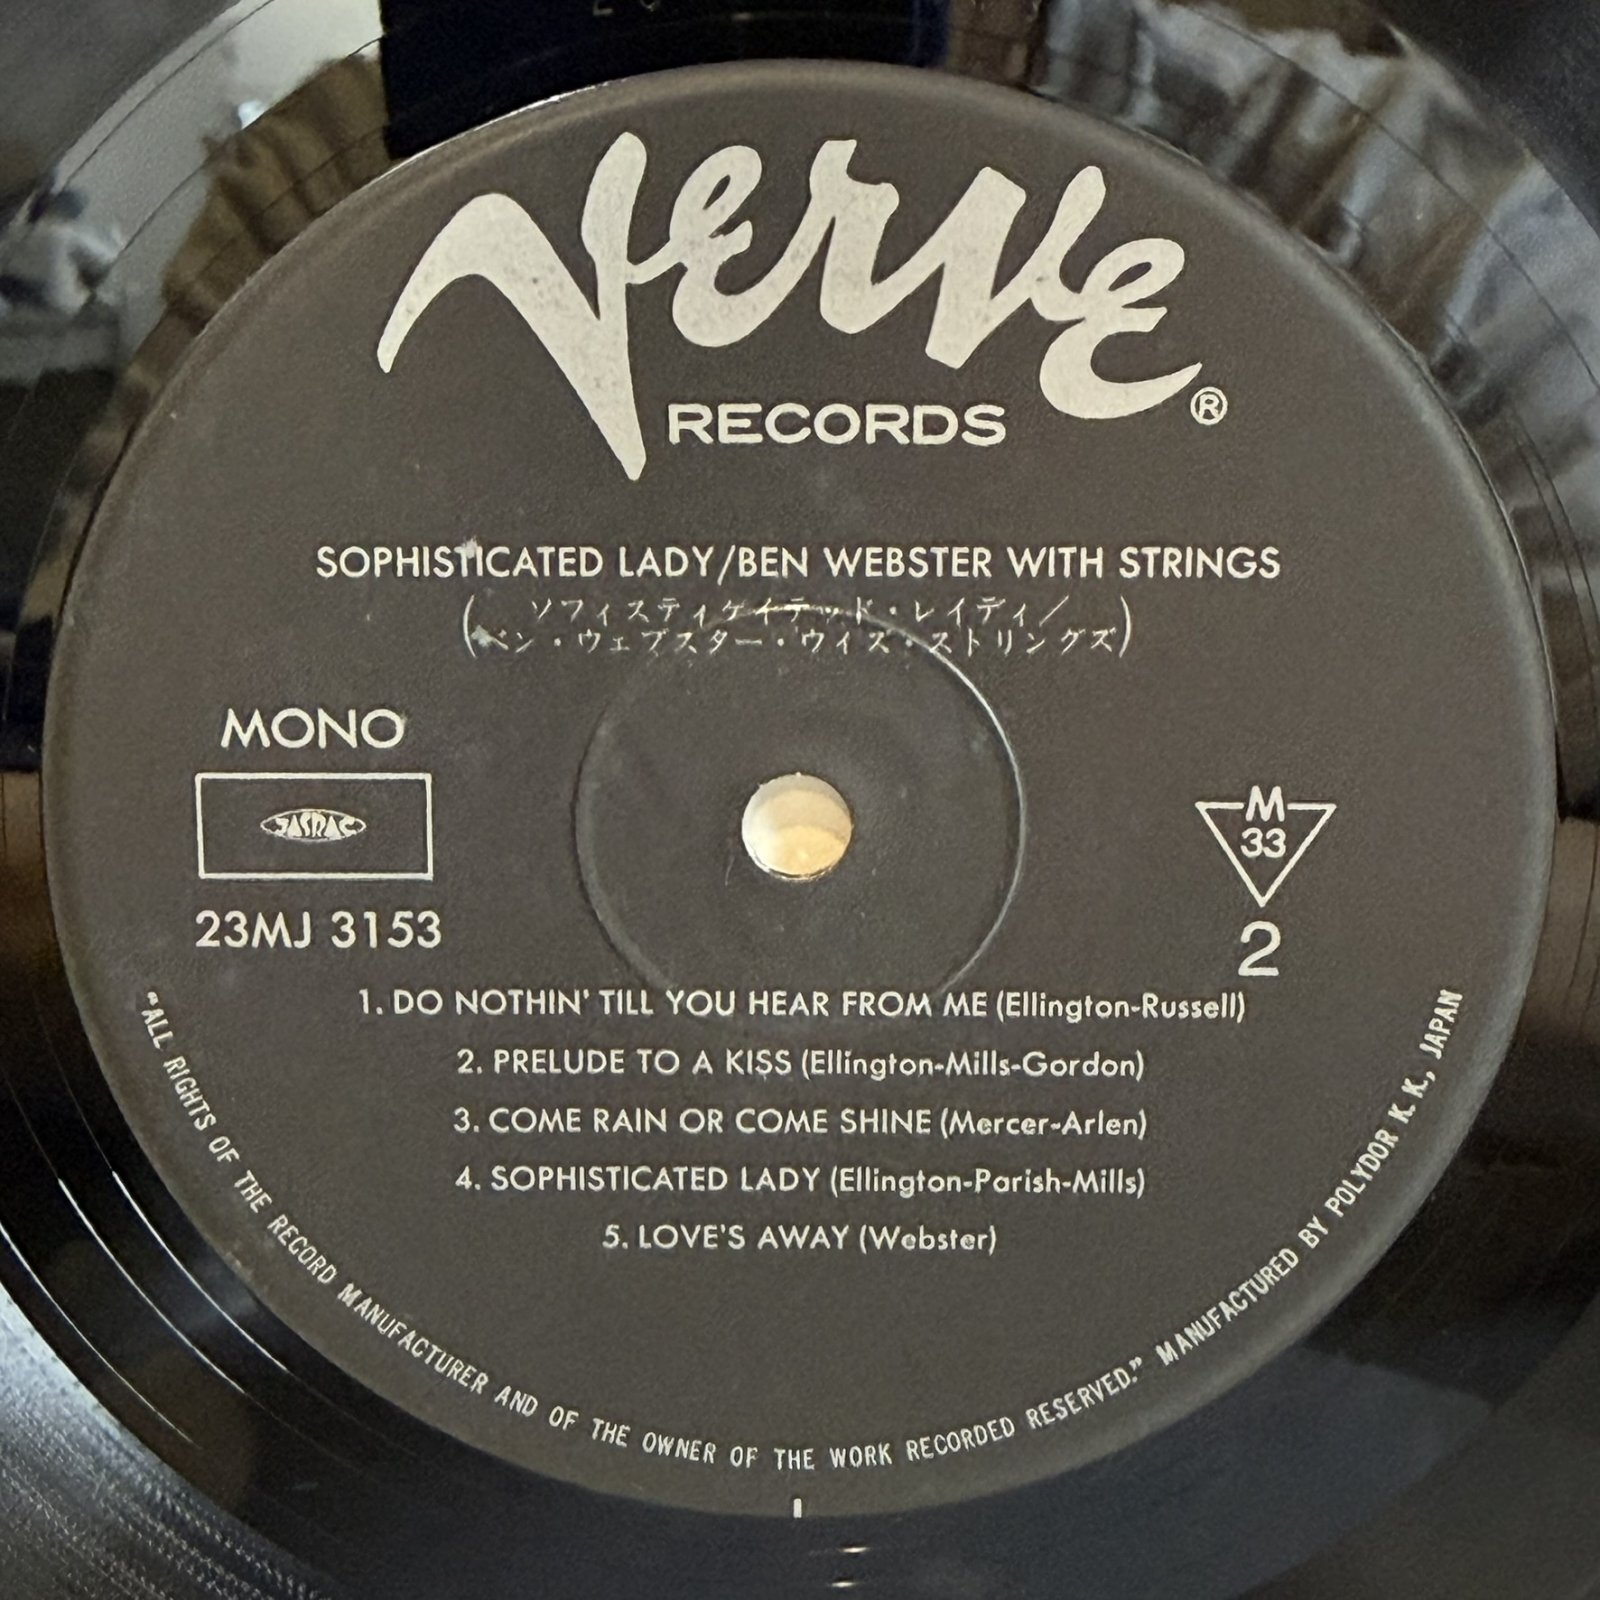 Verve
RECORDS ®
SOPHISTICATED LADY/BEN WEBSTER WITH STRINGS
(ソフィスティケイテッド・レイディ/
ベン・ウェブスター・ウィズ・ストリングズ)
MONO
JASRAC
23MJ 3153
M
33
2
1. DO NOTHIN' TILL YOU HEAR FROM ME (Ellington-Russell)
2. PRELUDE TO A KISS (Ellington-Mills-Gordon)
3. COME RAIN OR COME SHINE (Mercer-Arlen)
4. SOPHISTICATED LADY (Ellington-Parish-Mills)
5. LOVE'S AWAY (Webster)
"ALL RIGHTS OF THE RECORD MANUFACTURER AND OF THE OWNER OF THE WORK RECORDED RESERVED." MANUFACTURED BY POLYDOR K. K., JAPAN